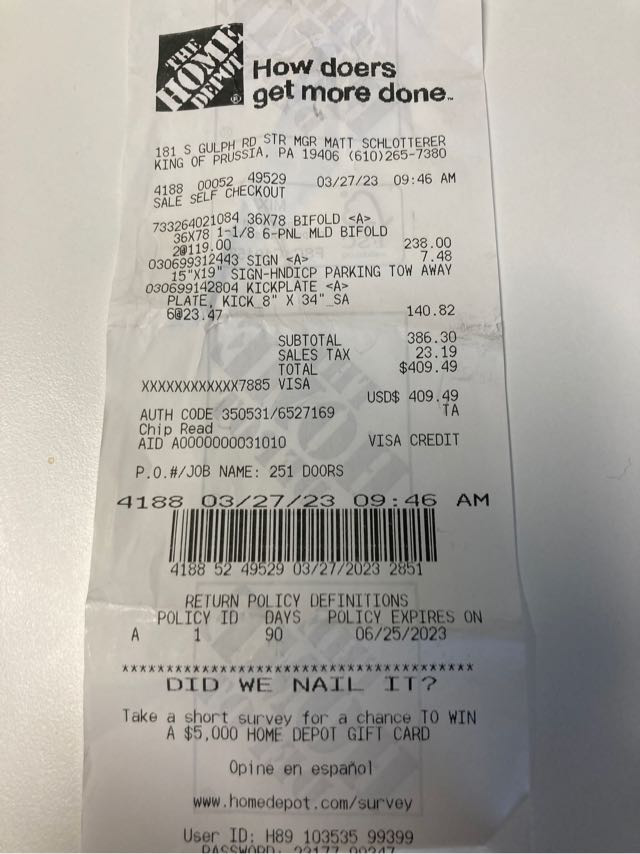 THE
HOME
DEPOT
How doers
get more done™
181 S GULPH RD STR MGR MATT SCHLOTTERER
KING OF PRUSSIA, PA 19406 (610)265-7380
4188 00052 49529 03/27/23 09:46 AM
SALE SELF CHECKOUT
733264021084 36X78 BIFOLD <A>
36X78 1-1/8 6-PNL MLD BIFOLD
2@119.00 238.00
030699312443 SIGN <A> 7.48
15"X19" SIGN-HNDICP PARKING TOW AWAY
030699142804 KICKPLATE <A>
PLATE, KICK 8" X 34" SA
6@23.47 140.82
SUBTOTAL 386.30
SALES TAX 23.19
TOTAL $409.49
XXXXXXXXXXXX7885 VISA
USD$ 409.49
AUTH CODE 350531/6527169 TA
Chip Read
AID A0000000031010 VISA CREDIT
P.O.#/JOB NAME: 251 DOORS
4188 03/27/23 09:46 AM
4188 52 49529 03/27/2023 2851
RETURN POLICY DEFINITIONS
POLICY ID DAYS POLICY EXPIRES ON
A 1 90 06/25/2023
DID WE NAIL IT?
Take a short survey for a chance TO WIN
A $5,000 HOME DEPOT GIFT CARD
Opine en español
www.homedepot.com/survey
User ID: H89 103535 99399
PASSWORD: